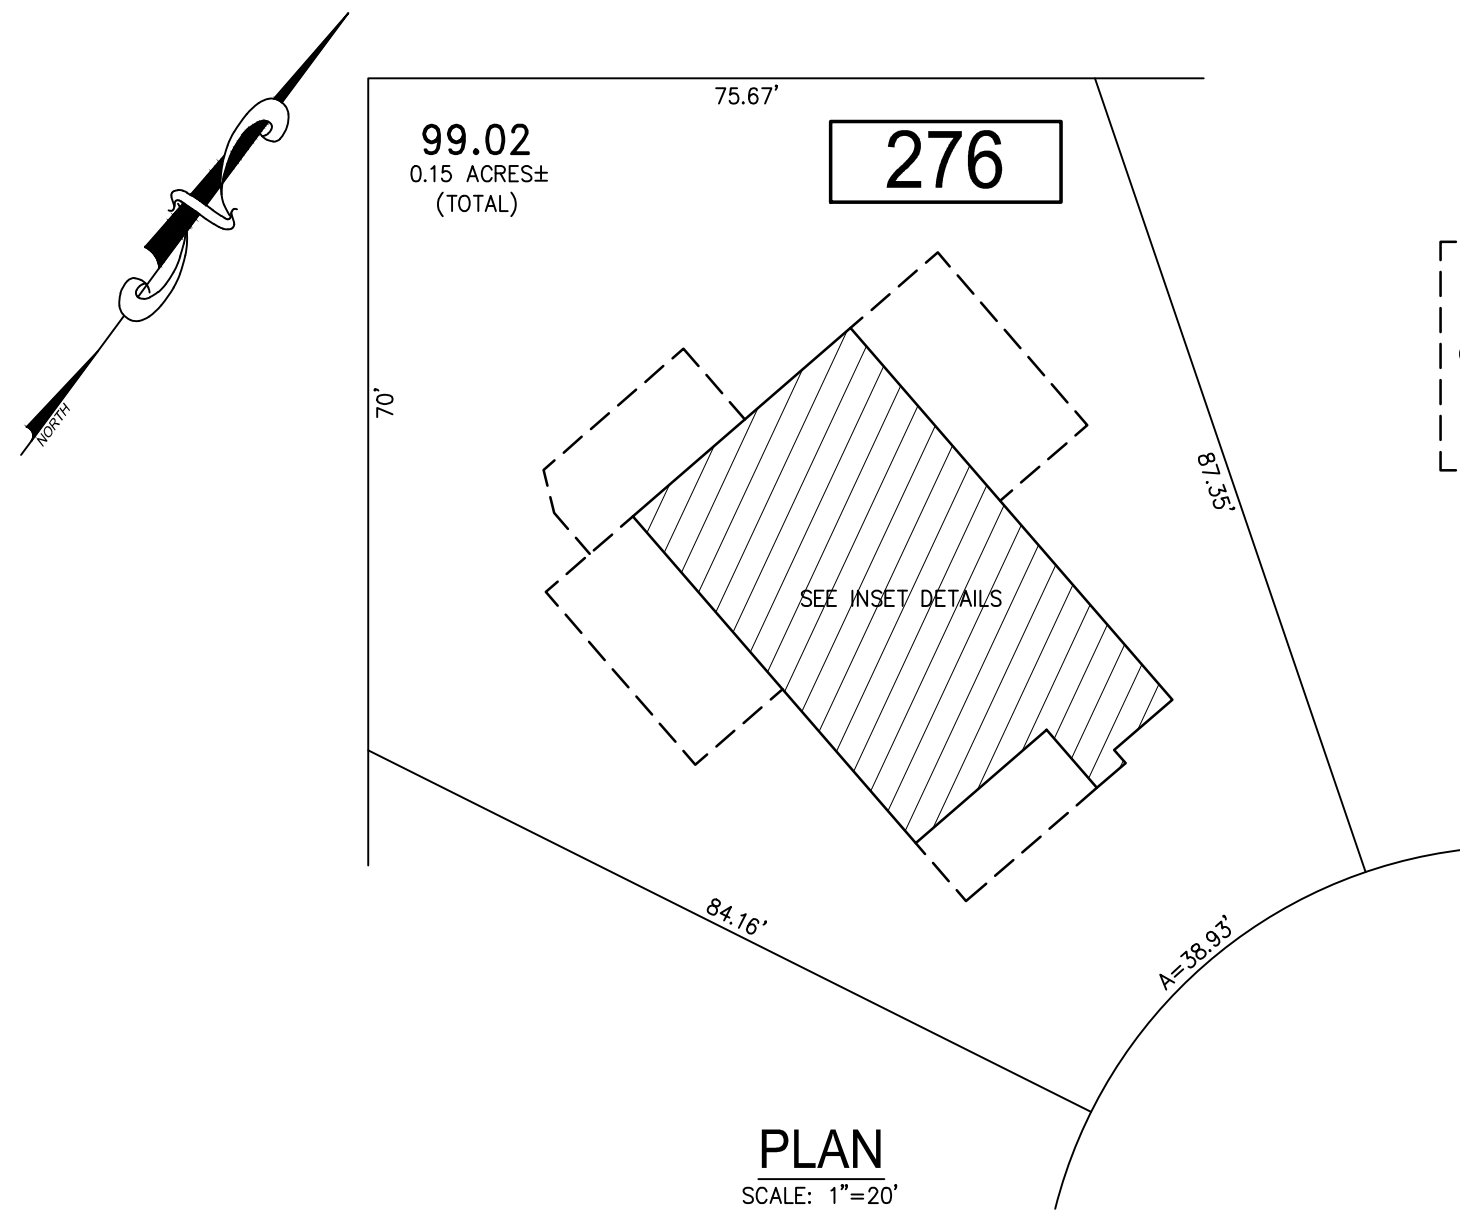 75.67'
99.02
0.15 ACRES±
(TOTAL)
276
70'
NORTH
87.35'
SEE INSET DETAILS
84.16'
A=38.93'
PLAN
SCALE: 1"=20'